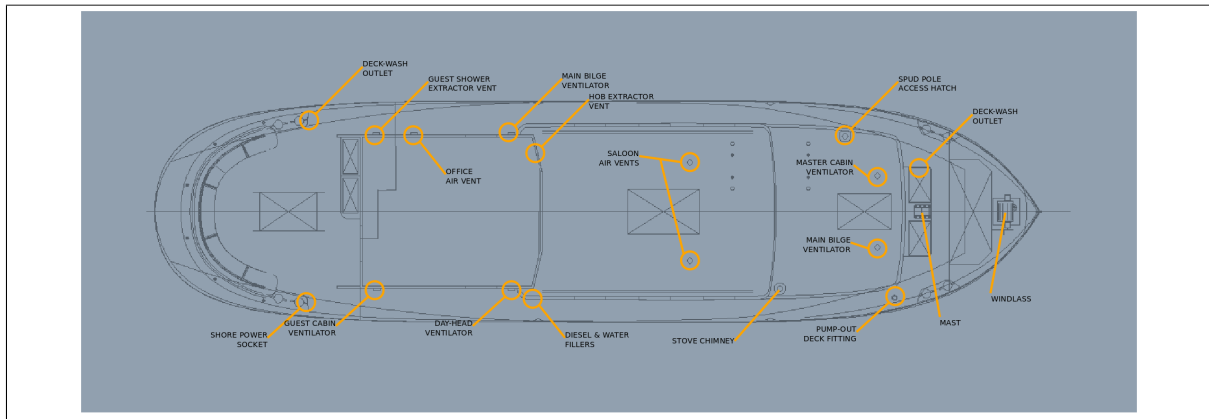 DECK-WASH
OUTLET
GUEST SHOWER
EXTRACTOR VENT
MAIN BILGE
VENTILATOR
HOB EXTRACTOR
VENT
SPUD POLE
ACCESS HATCH
DECK-WASH
OUTLET
OFFICE
AIR VENT
SALOON
AIR VENTS
MASTER CABIN
VENTILATOR
MAIN BILGE
VENTILATOR
WINDLASS
MAST
SHORE POWER
SOCKET
GUEST CABIN
VENTILATOR
DAY-HEAD
VENTILATOR
DIESEL & WATER
FILLERS
STOVE CHIMNEY
PUMP-OUT
DECK FITTING